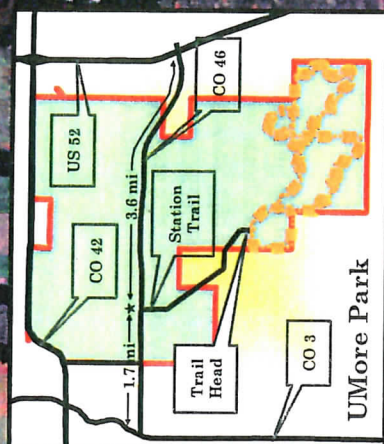 US 52
CO 46
CO 42
3.6 mi
1.7 mi
Station
Trail
Trail
Head
CO 3
UMore Park